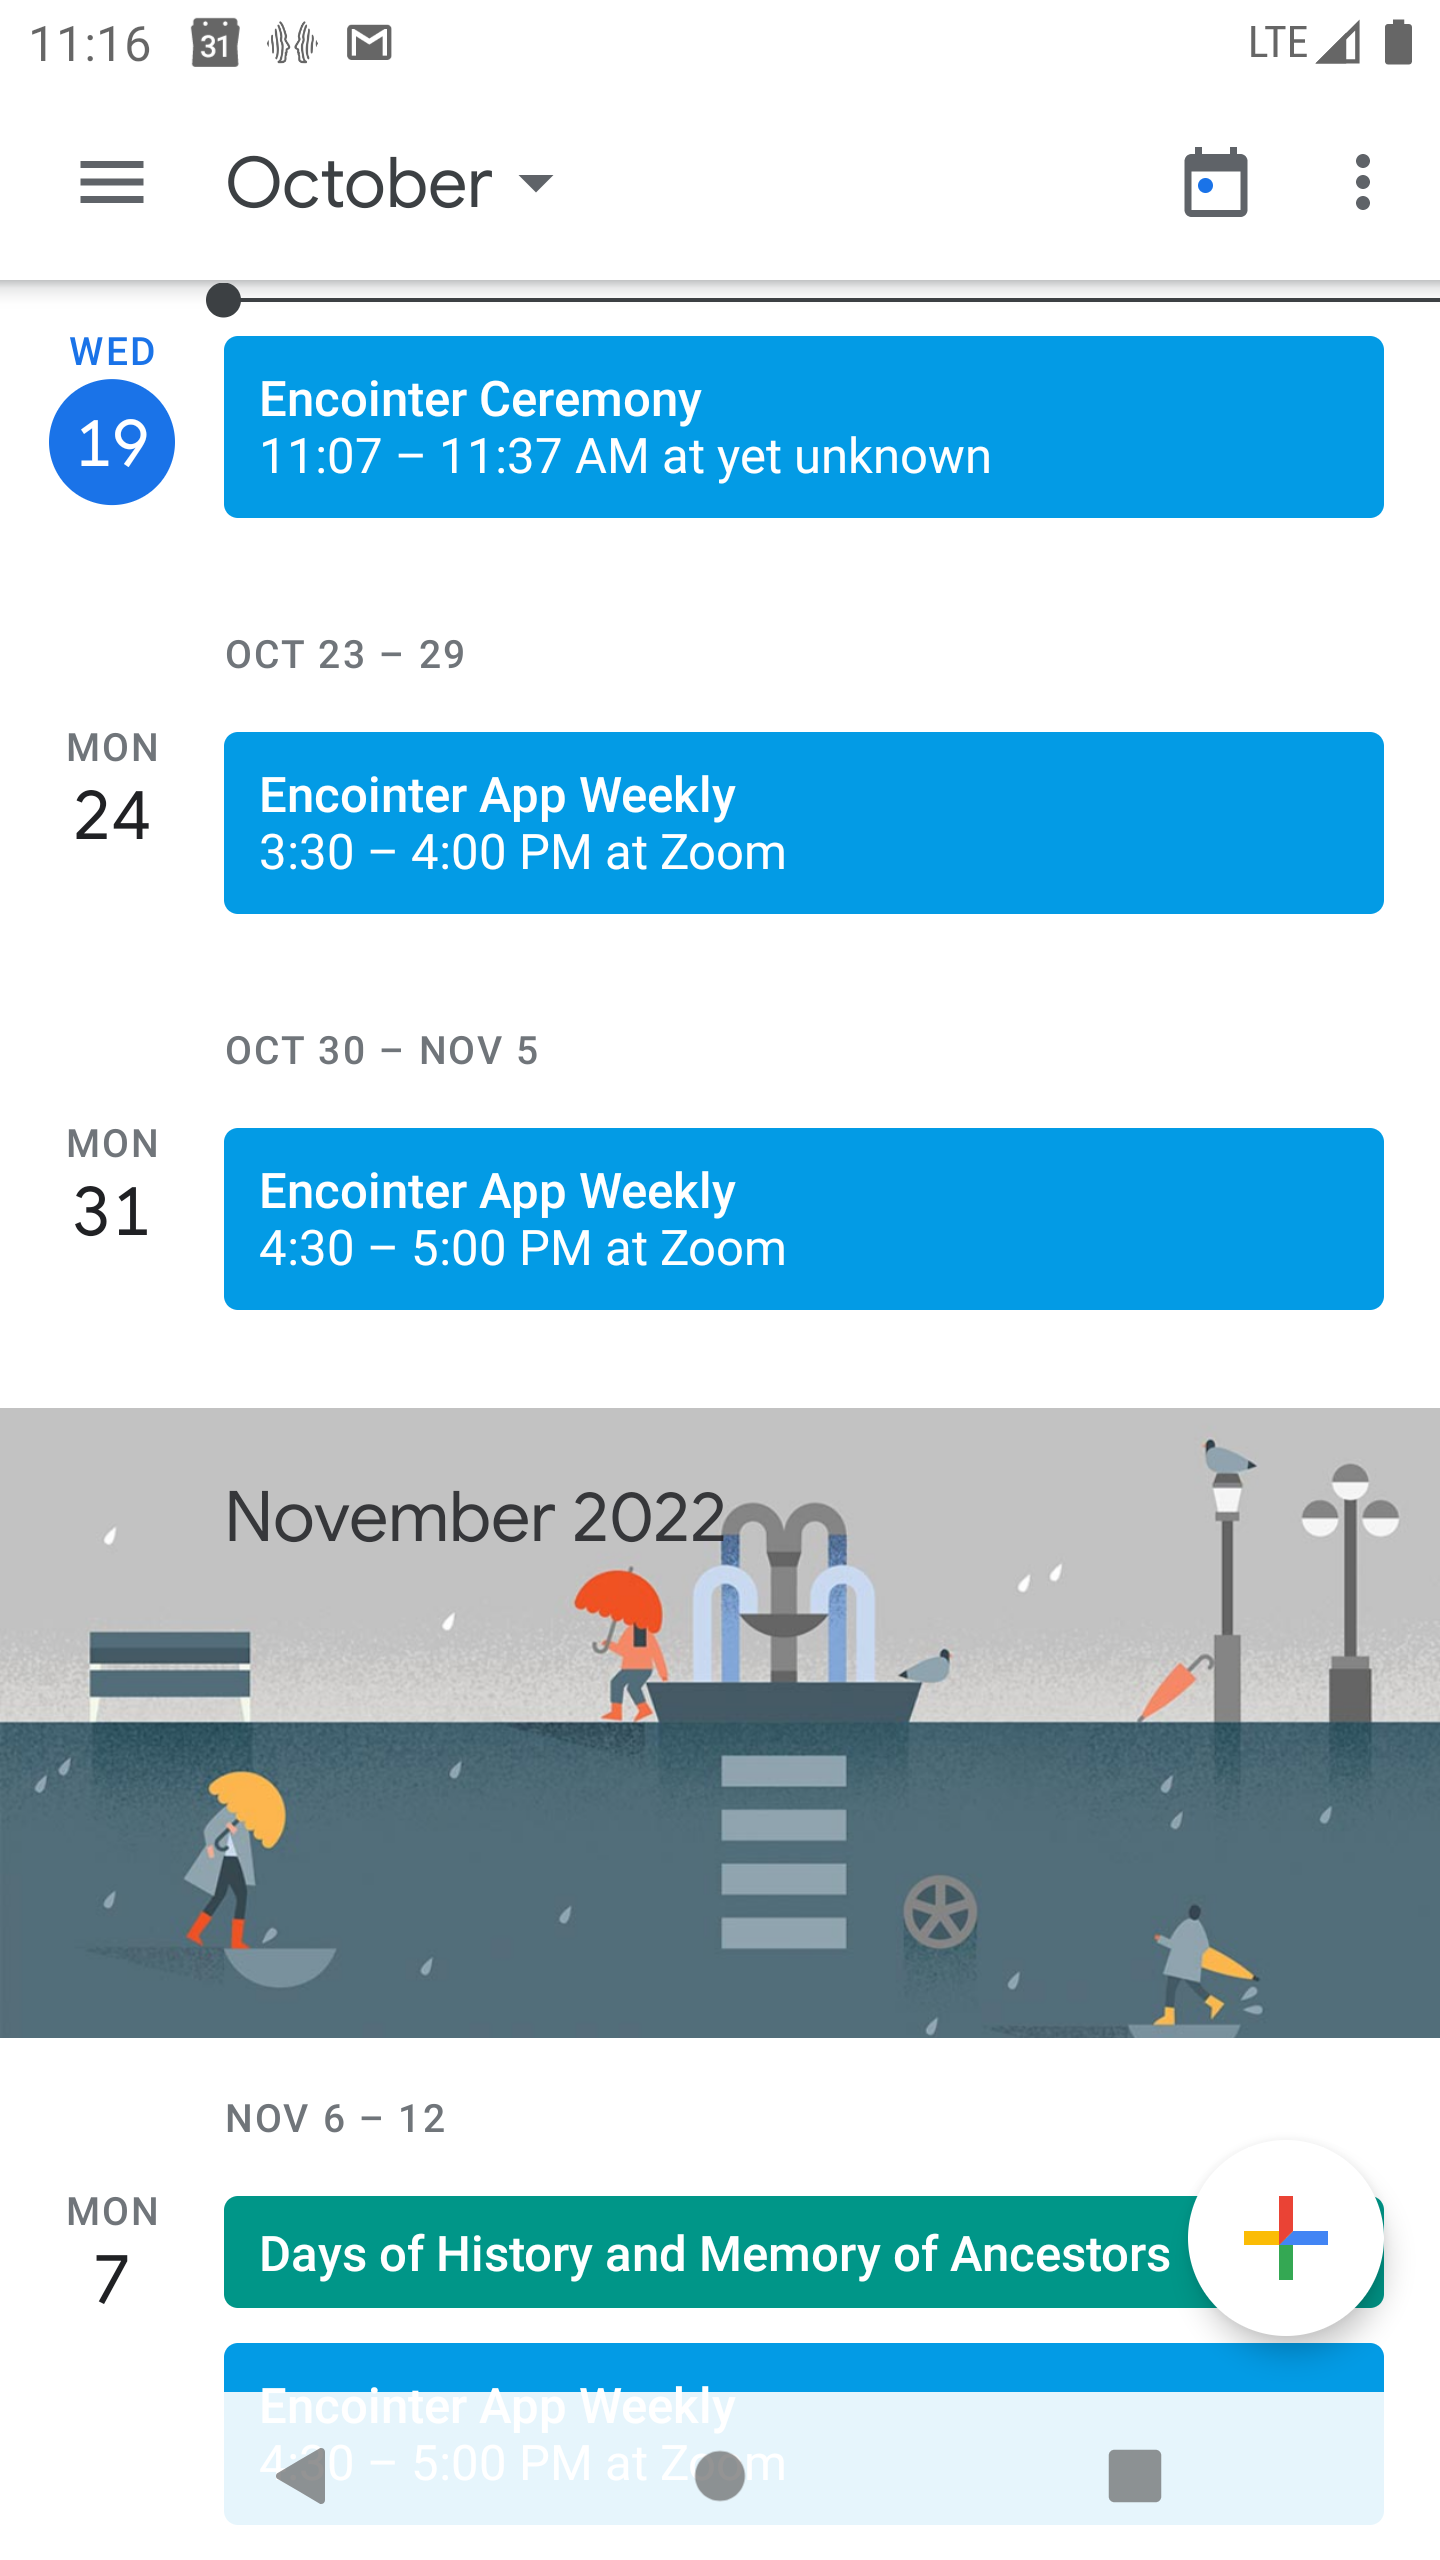 11:16
31
LTE
October
WED
19
Encointer Ceremony
11:07 – 11:37 AM at yet unknown
OCT 23 – 29
MON
24
Encointer App Weekly
3:30 – 4:00 PM at Zoom
OCT 30 – NOV 5
MON
31
Encointer App Weekly
4:30 – 5:00 PM at Zoom
November 2022
NOV 6 – 12
MON
7
Days of History and Memory of Ancestors
Encointer App Weekly
4:30 – 5:00 PM at Zoom